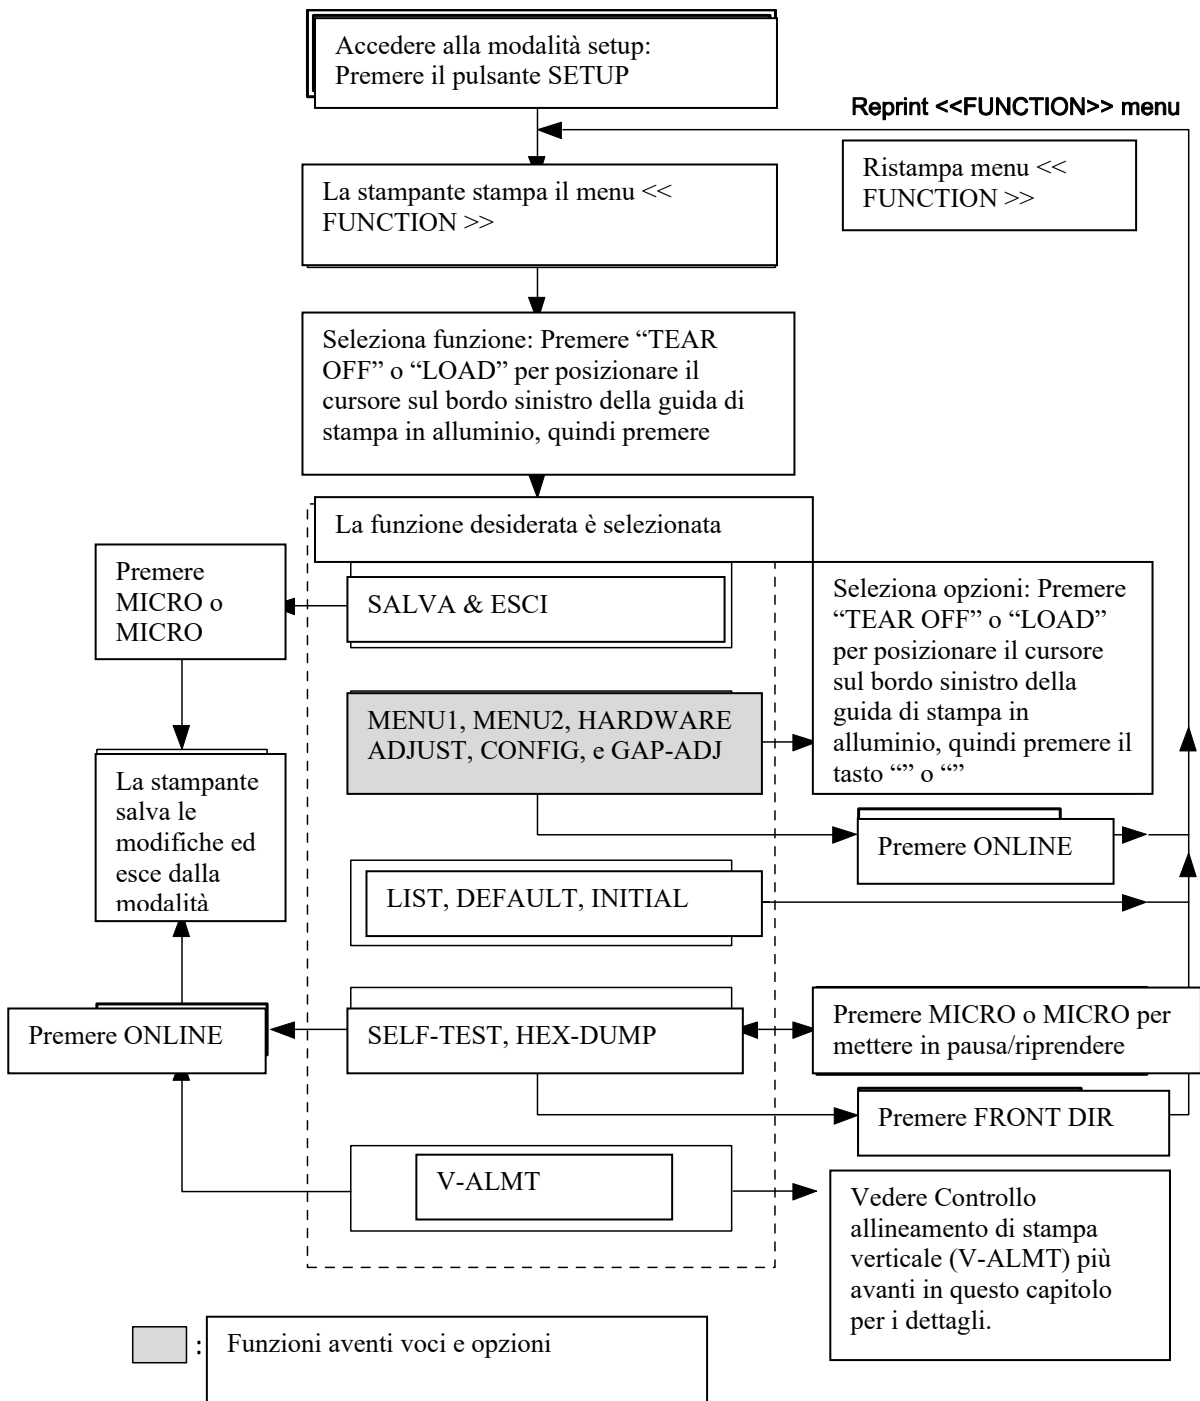 Accedere alla modalità setup:
Premere il pulsante SETUP
Reprint <<FUNCTION>> menu
Ristampa menu <<
FUNCTION >>
La stampante stampa il menu <<
FUNCTION >>
Seleziona funzione: Premere “TEAR
OFF” o “LOAD” per posizionare il
cursore sul bordo sinistro della guida di
stampa in alluminio, quindi premere
La funzione desiderata è selezionata
Premere
MICRO o
MICRO
SALVA & ESCI
Seleziona opzioni: Premere
“TEAR OFF” o “LOAD”
per posizionare il cursore
sul bordo sinistro della
guida di stampa in
alluminio, quindi premere il
tasto “” o “”
MENU1, MENU2, HARDWARE
ADJUST, CONFIG, e GAP-ADJ
La stampante
salva le
modifiche ed
esce dalla
modalità
Premere ONLINE
LIST, DEFAULT, INITIAL
Premere ONLINE
SELF-TEST, HEX-DUMP
Premere MICRO o MICRO per
mettere in pausa/riprendere
Premere FRONT DIR
V-ALMT
Vedere Controllo
allineamento di stampa
verticale (V-ALMT) più
avanti in questo capitolo
per i dettagli.
: Funzioni aventi voci e opzioni